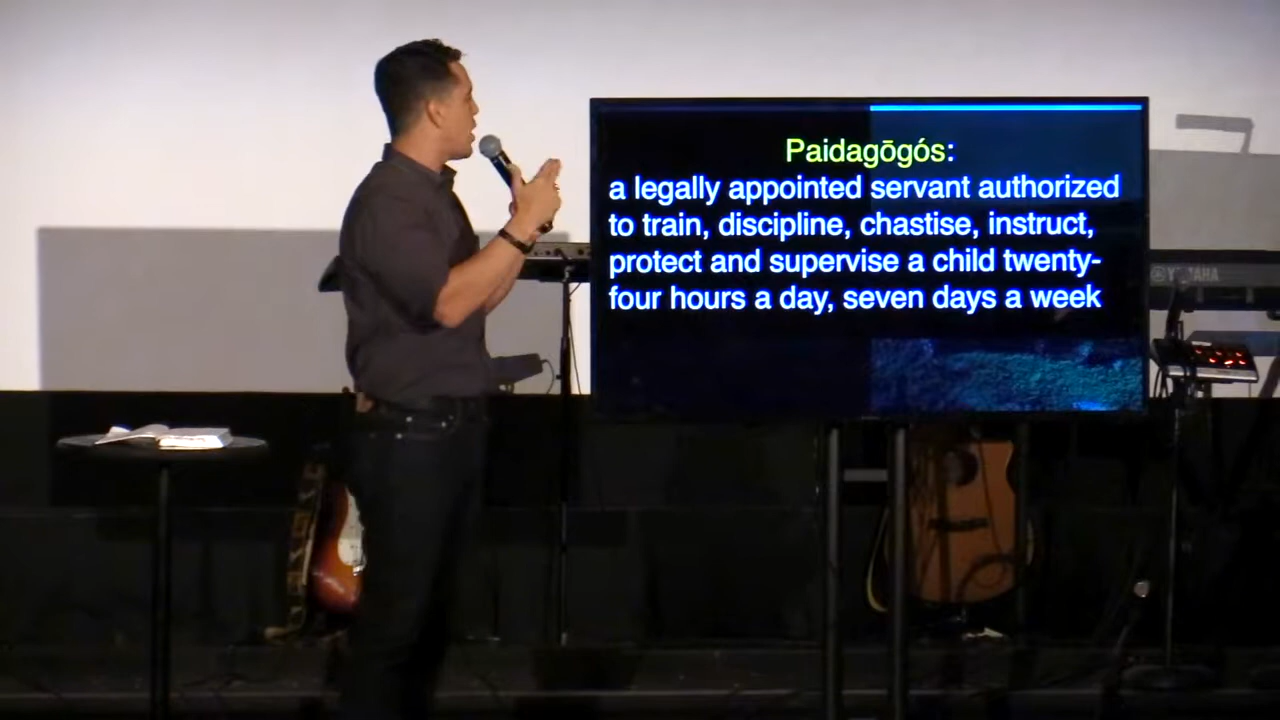 Paidagōgós:
a legally appointed servant authorized
to train, discipline, chastise, instruct,
protect and supervise a child twenty-
four hours a day, seven days a week
YAMAHA